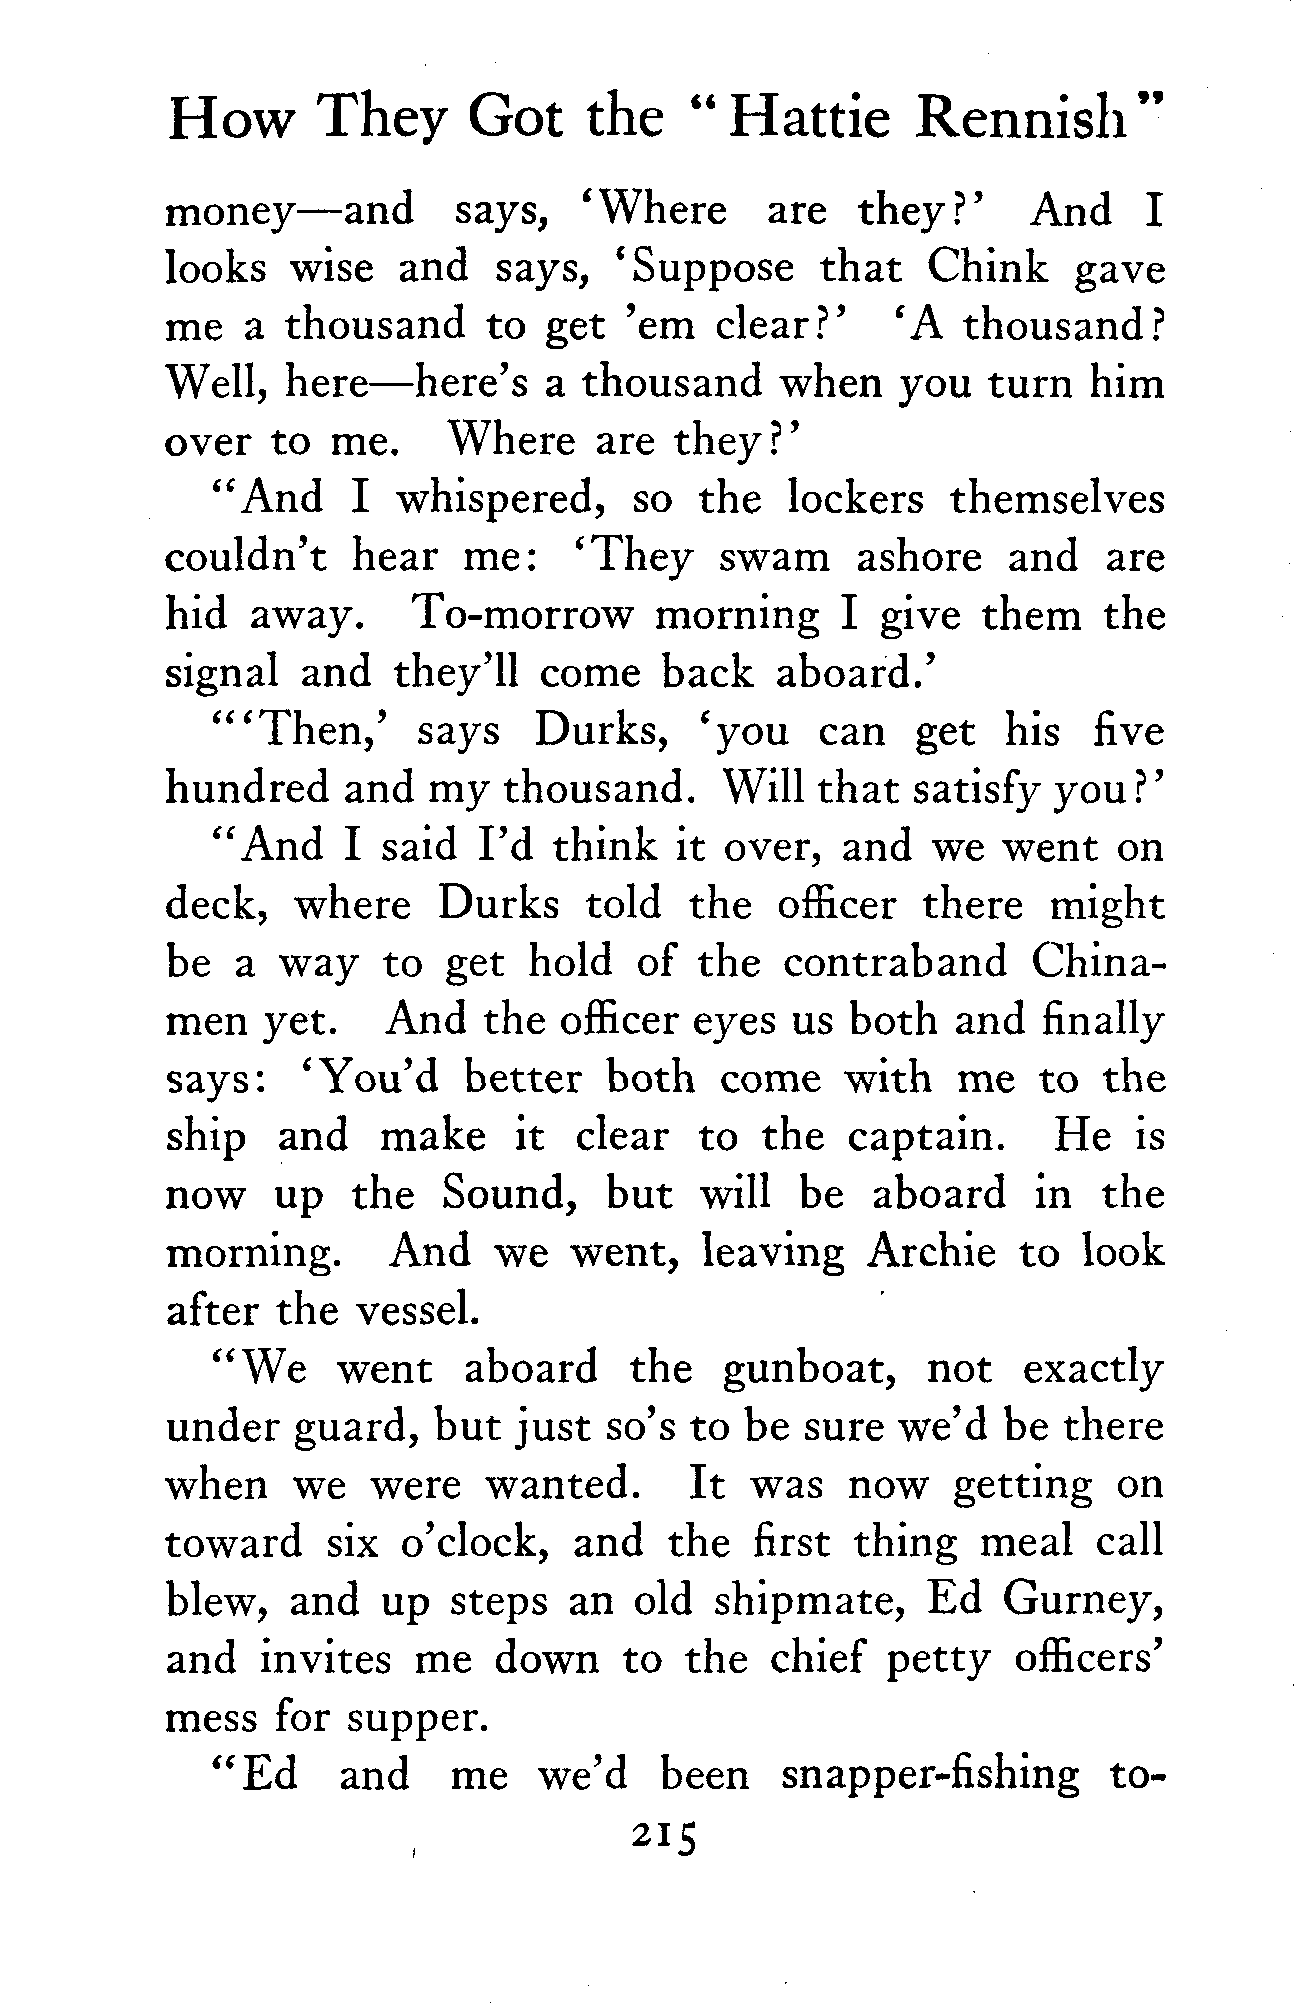 How They Got the "Hattie Rennish"
money—and says, 'Where are they?' And I
looks wise and says, 'Suppose that Chink gave
me a thousand to get 'em clear?' 'A thousand?
Well, here—here's a thousand when you turn him
over to me. Where are they?'
"And I whispered, so the lockers themselves
couldn't hear me: 'They swam ashore and are
hid away. To-morrow morning I give them the
signal and they'll come back aboard.'
"'Then,' says Durks, 'you can get his five
hundred and my thousand. Will that satisfy you?'
"And I said I'd think it over, and we went on
deck, where Durks told the officer there might
be a way to get hold of the contraband China-
men yet. And the officer eyes us both and finally
says: 'You'd better both come with me to the
ship and make it clear to the captain. He is
now up the Sound, but will be aboard in the
morning. And we went, leaving Archie to look
after the vessel.
"We went aboard the gunboat, not exactly
under guard, but just so's to be sure we'd be there
when we were wanted. It was now getting on
toward six o'clock, and the first thing meal call
blew, and up steps an old shipmate, Ed Gurney,
and invites me down to the chief petty officers'
mess for supper.
"Ed and me we'd been snapper-fishing to-
215